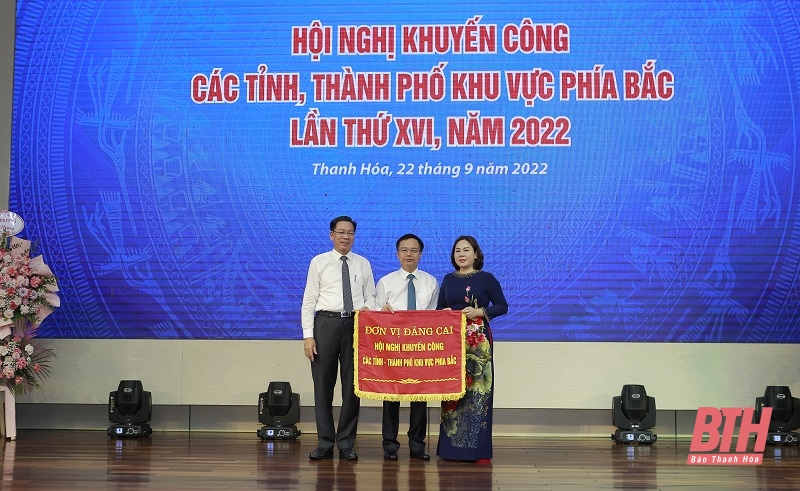 HỘI NGHỊ KHUYẾN CÔNG
CÁC TỈNH, THÀNH PHỐ KHU VỰC PHÍA BẮC
LẦN THỨ XVI, NĂM 2022
Thanh Hóa, 22 tháng 9 năm 2022
ĐƠN VỊ ĐĂNG CAI
HỘI NGHỊ KHUYẾN CÔNG
CÁC TỈNH - THÀNH PHỐ KHU VỰC PHÍA BẮC
BTH
Báo Thanh Hóa